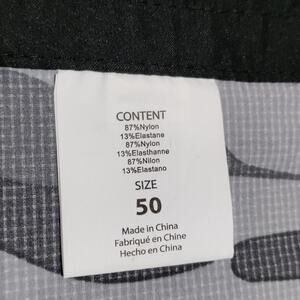 CONTENT
87%Nylon
13%Elastane
87%Nylon
13%Elasthanne
87%Nilon
13%Elastano
SIZE
50
Made in China
Fabriqué en Chine
Hecho en China